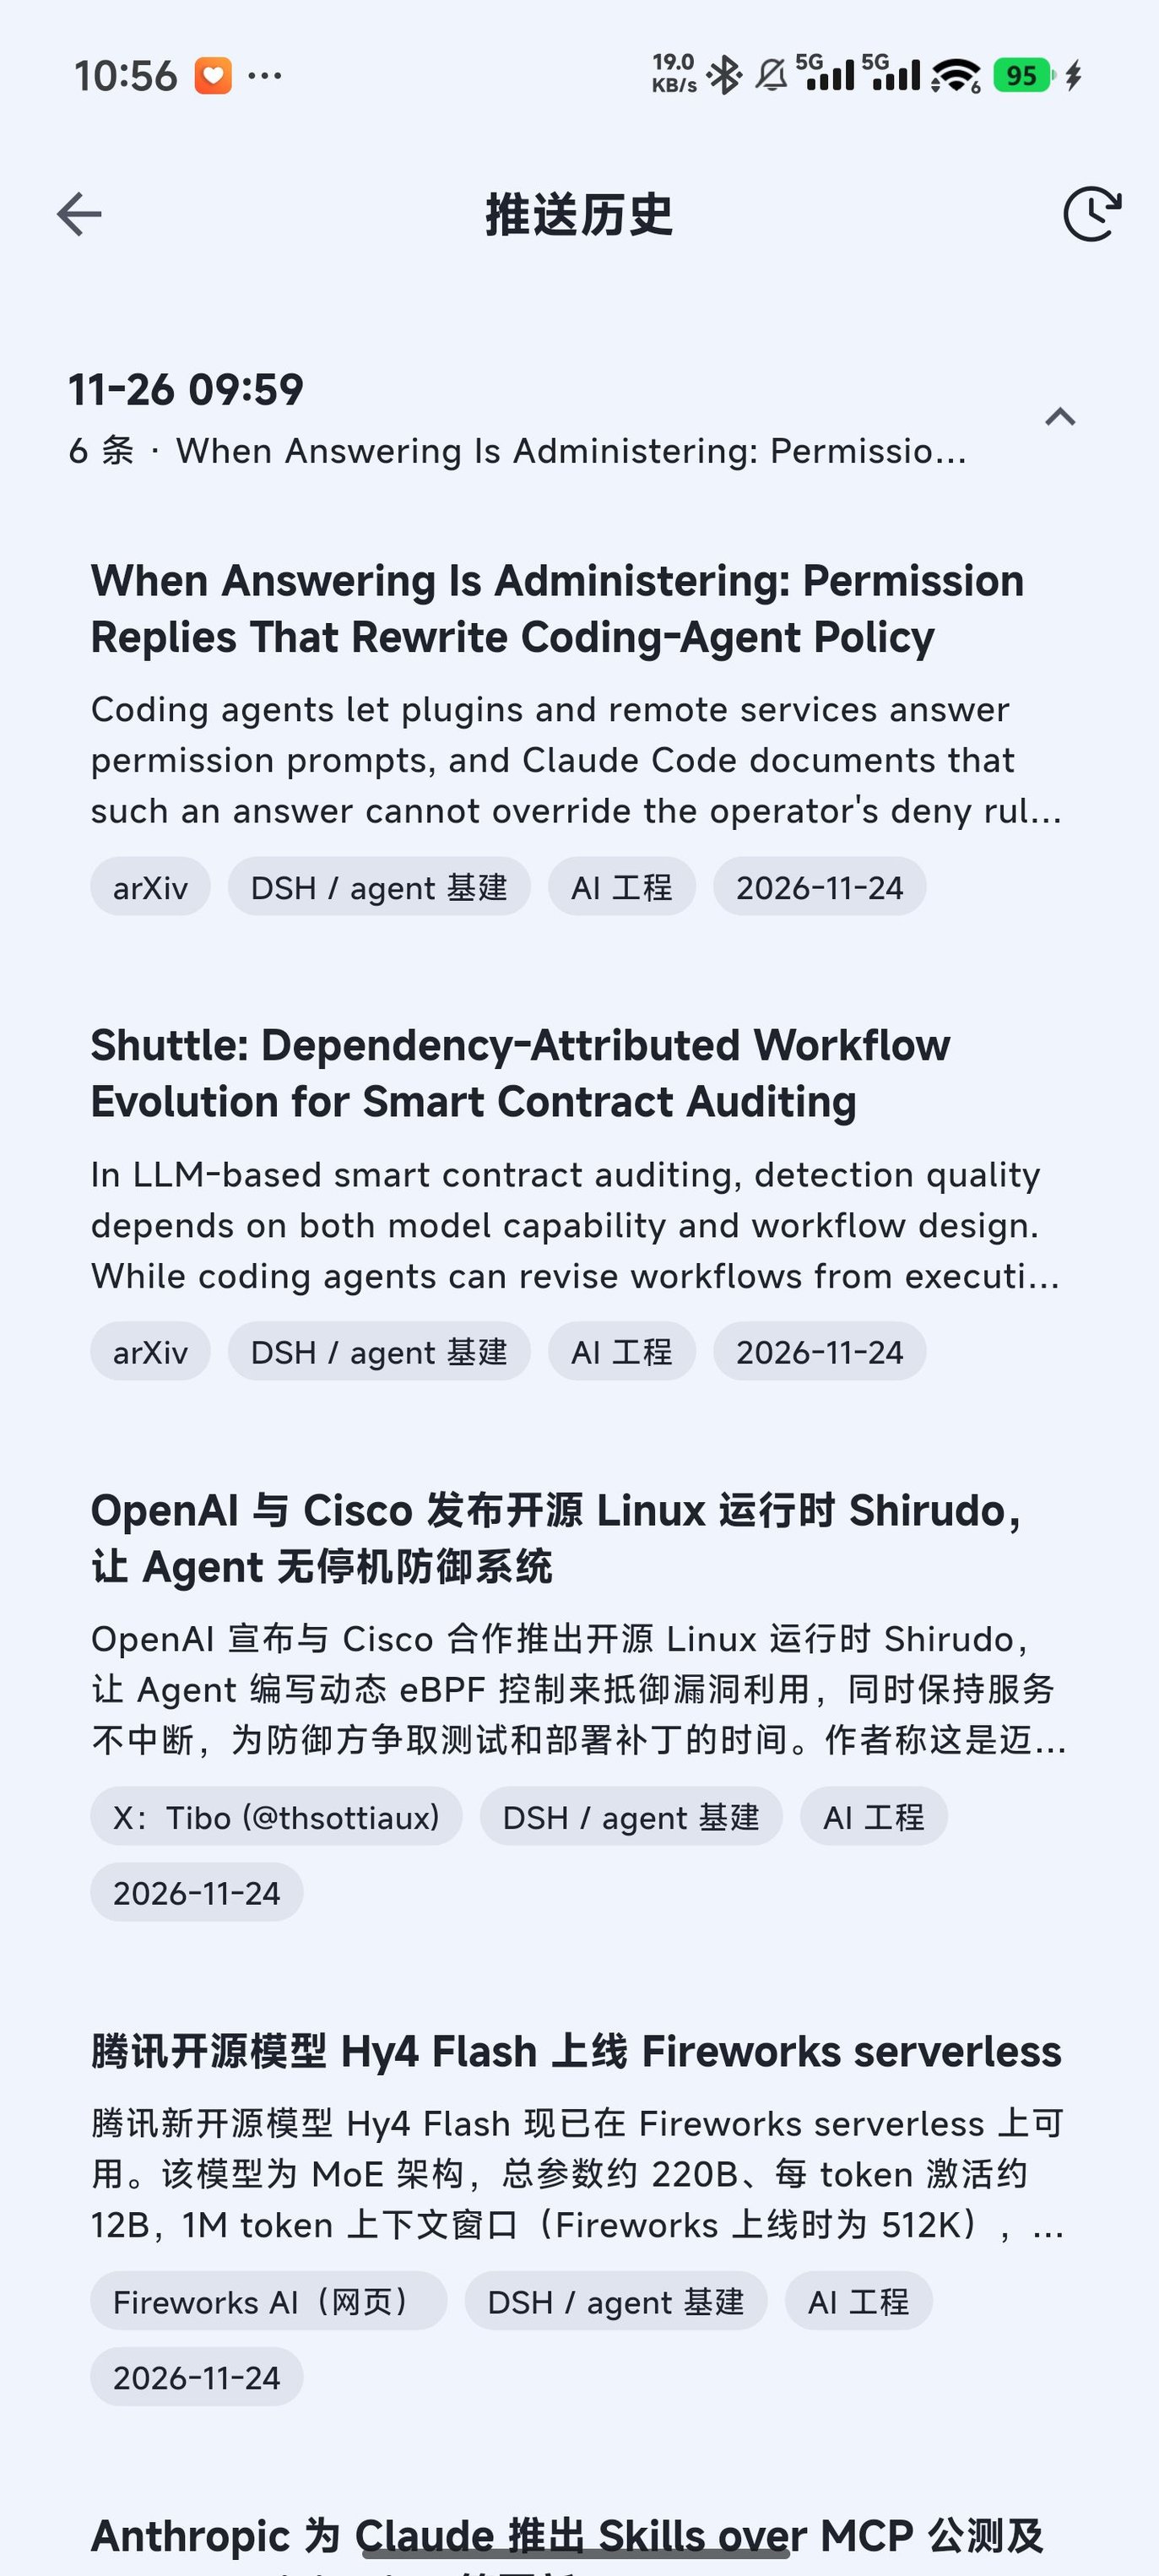 10:56 ...
19.0 KB/s 5G 5G 6 95
推送历史
11-26 09:59
6 条 · When Answering Is Administering: Permissio...
When Answering Is Administering: Permission
Replies That Rewrite Coding-Agent Policy
Coding agents let plugins and remote services answer
permission prompts, and Claude Code documents that
such an answer cannot override the operator's deny rul...
arXiv DSH / agent 基建 AI 工程 2026-11-24
Shuttle: Dependency-Attributed Workflow
Evolution for Smart Contract Auditing
In LLM-based smart contract auditing, detection quality
depends on both model capability and workflow design.
While coding agents can revise workflows from executi...
arXiv DSH / agent 基建 AI 工程 2026-11-24
OpenAI 与 Cisco 发布开源 Linux 运行时 Shirudo，
让 Agent 无停机防御系统
OpenAI 宣布与 Cisco 合作推出开源 Linux 运行时 Shirudo，
让 Agent 编写动态 eBPF 控制来抵御漏洞利用，同时保持服务
不中断，为防御方争取测试和部署补丁的时间。作者称这是迈...
X：Tibo (@thsottiaux) DSH / agent 基建 AI 工程
2026-11-24
腾讯开源模型 Hy4 Flash 上线 Fireworks serverless
腾讯新开源模型 Hy4 Flash 现已在 Fireworks serverless 上可
用。该模型为 MoE 架构，总参数约 220B、每 token 激活约
12B，1M token 上下文窗口（Fireworks 上线时为 512K），...
Fireworks AI（网页） DSH / agent 基建 AI 工程
2026-11-24
Anthropic 为 Claude 推出 Skills over MCP 公测及